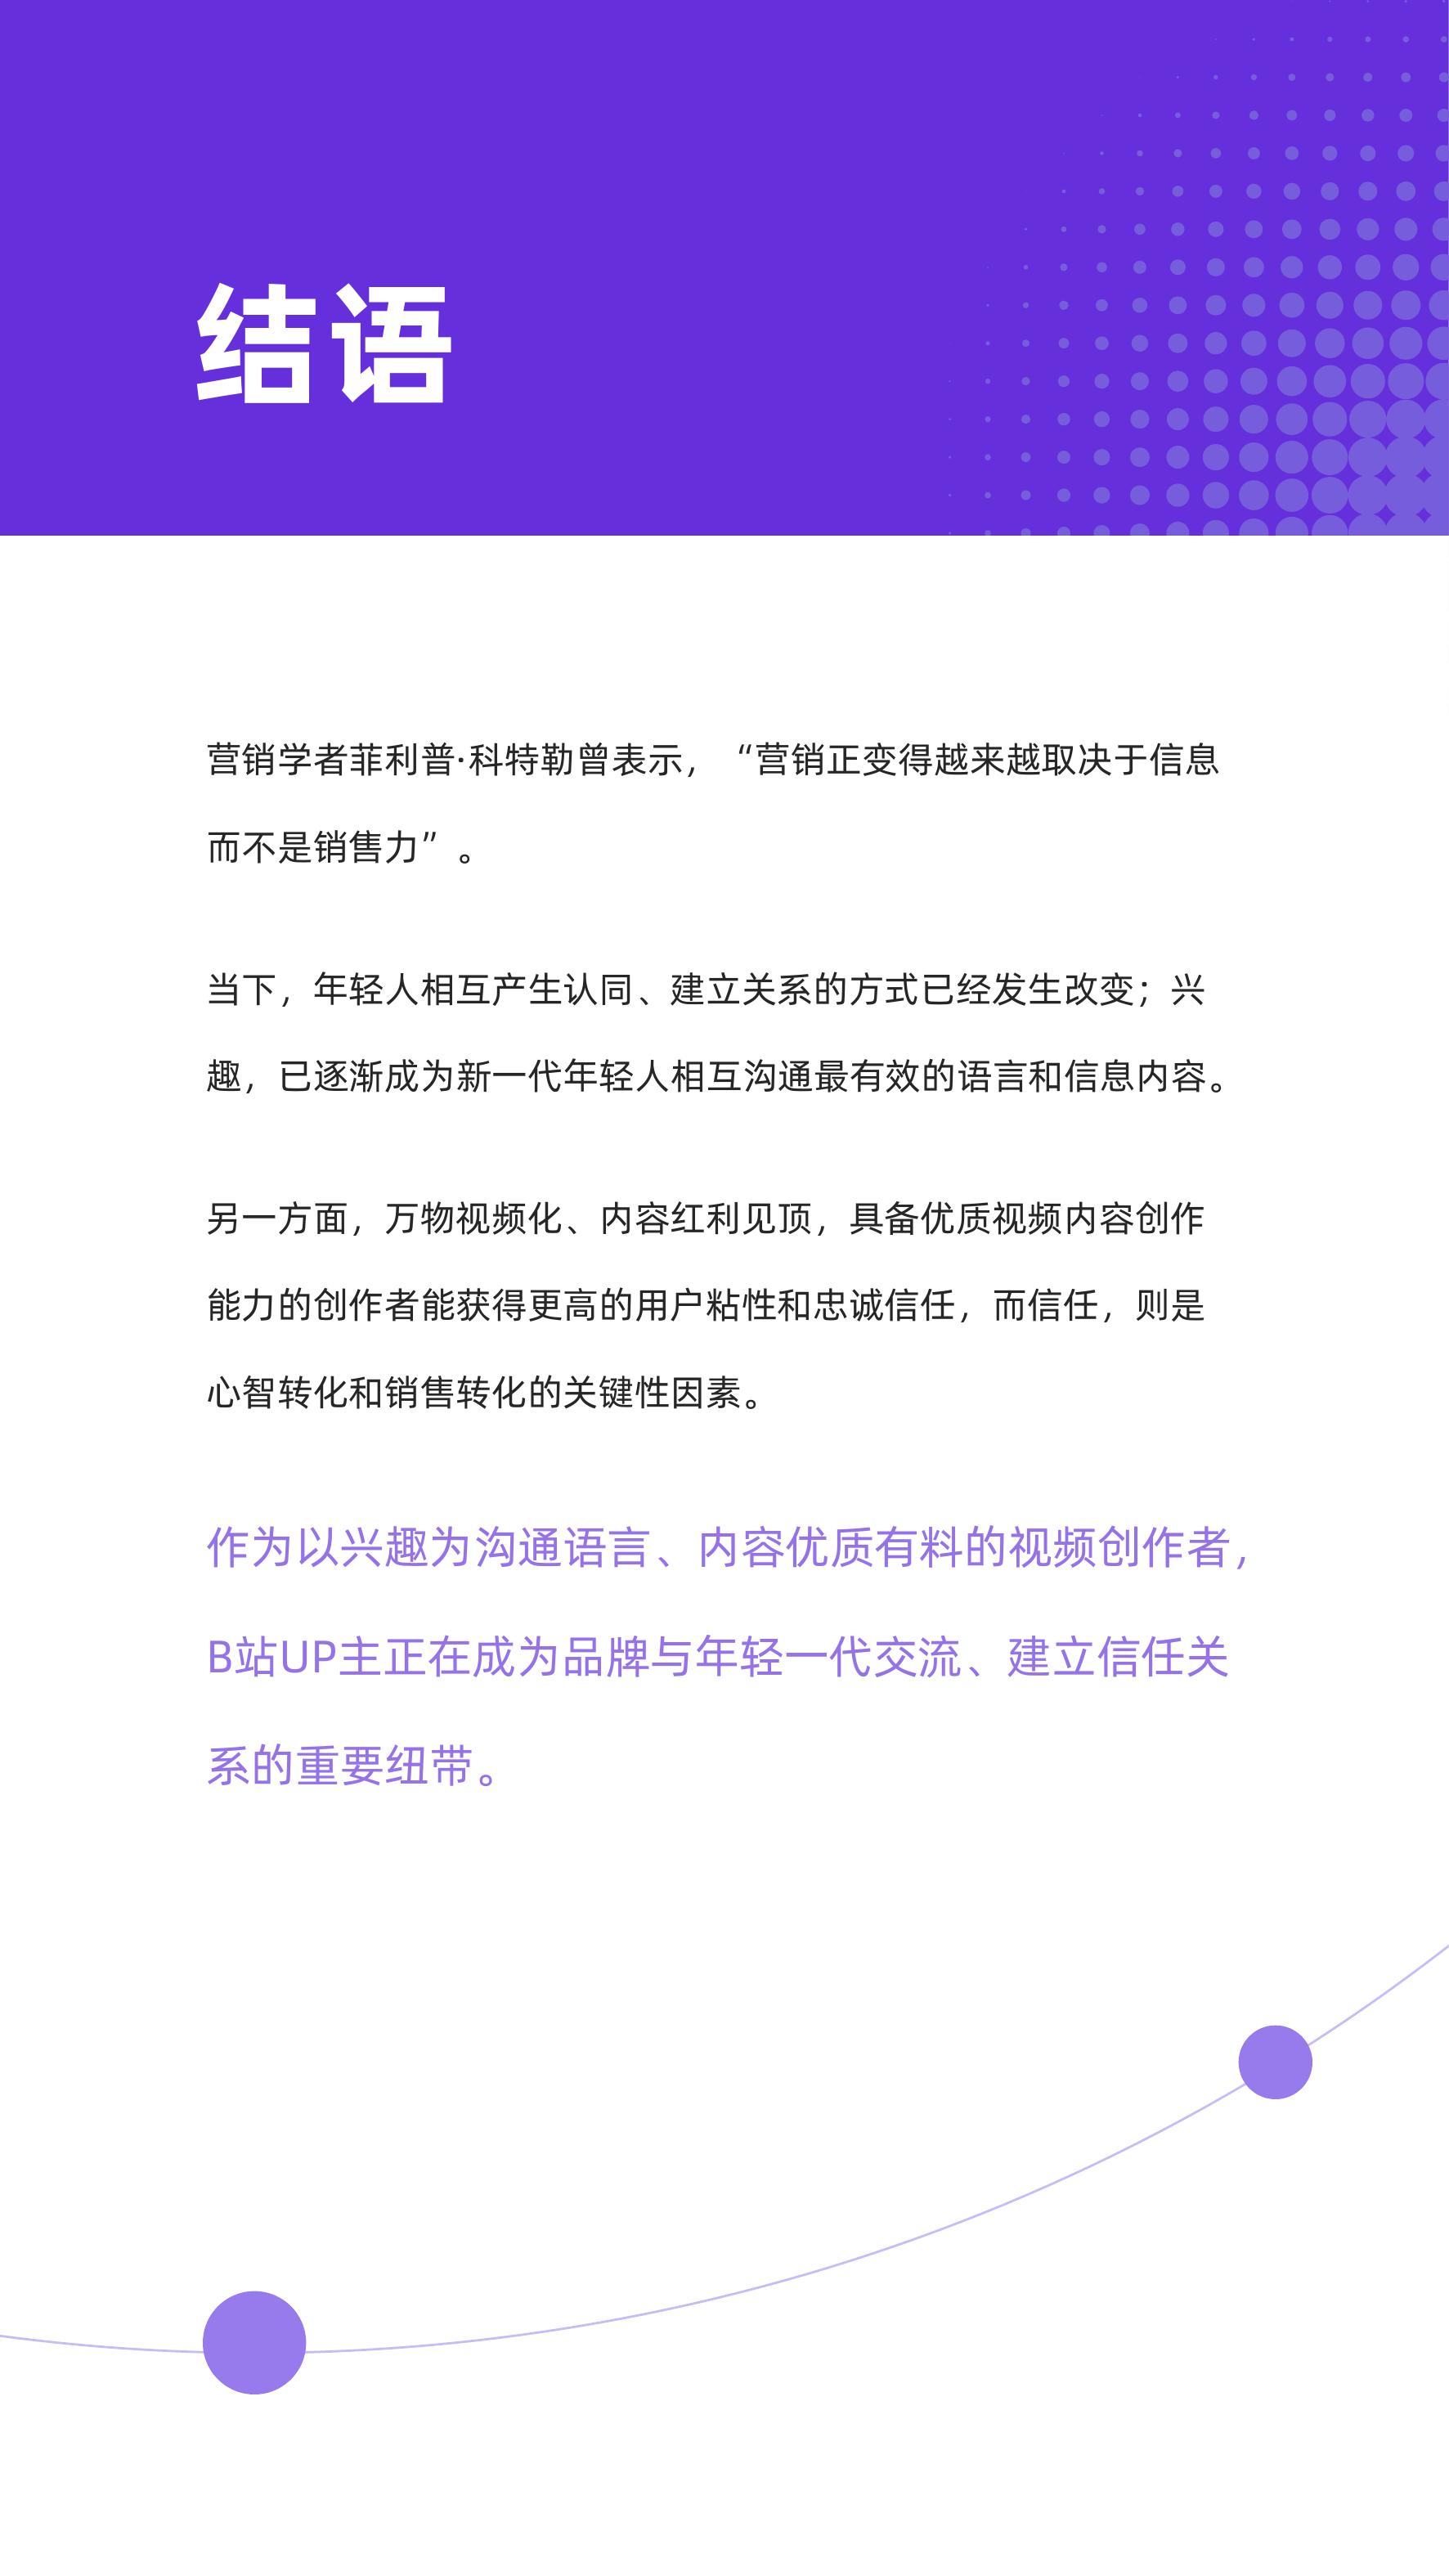 结语
营销学者菲利普·科特勒曾表示，“营销正变得越来越取决于信息
而不是销售力”。
当下，年轻人相互产生认同、建立关系的方式已经发生改变；兴
趣，已逐渐成为新一代年轻人相互沟通最有效的语言和信息内容。
另一方面，万物视频化、内容红利见顶，具备优质视频内容创作
能力的创作者能获得更高的用户粘性和忠诚信任，而信任，则是
心智转化和销售转化的关键性因素。
作为以兴趣为沟通语言、内容优质有料的视频创作者，
B站UP主正在成为品牌与年轻一代交流、建立信任关
系的重要纽带。